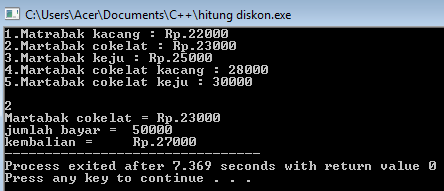 C:\Users\Acer\Documents\C++\hitung diskon.exe
1.Matrabak kacang : Rp.22000
2.Martabak cokelat : Rp.23000
3.Martabak keju : Rp.25000
4.Martabak cokelat kacang : 28000
5.Martabak cokelat keju : 30000
2
Martabak cokelat = Rp.23000
jumlah bayar =  50000
kembalian =     Rp.27000
--------------------------------
Process exited after 7.369 seconds with return value 0
Press any key to continue . . .